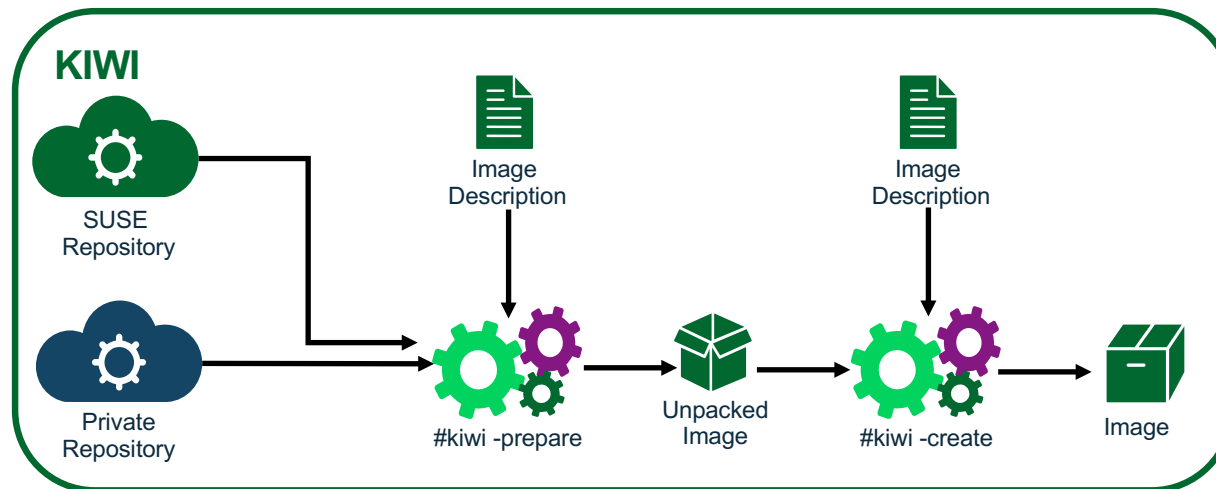 KIWI
SUSE
Repository
Private
Repository
Image
Description
#kiwi -prepare
Unpacked
Image
Image
Description
#kiwi -create
Image